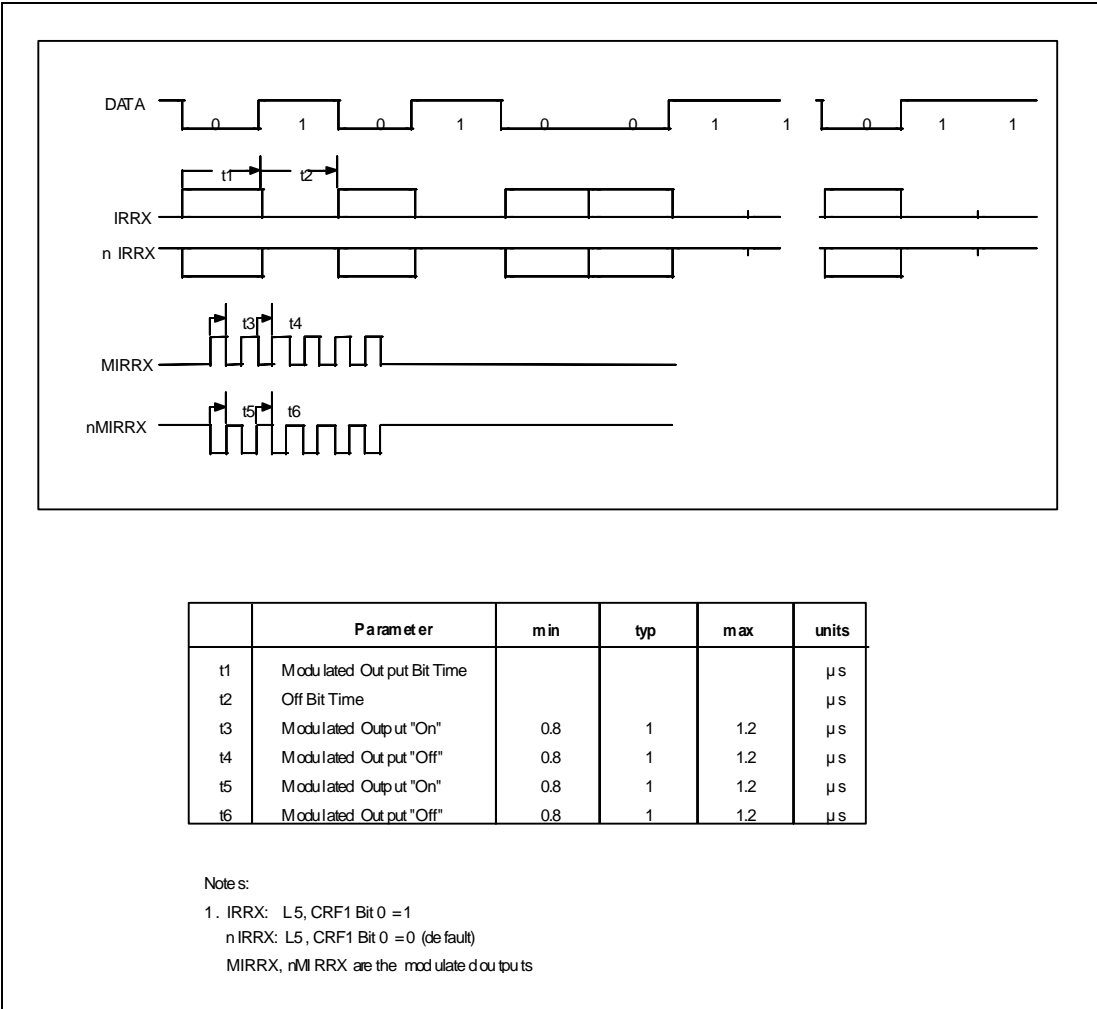 DATA
0 1 0 1 0 0 1 1 0 1 1
t1 t2
IRRX
n IRRX
t3 t4
MIRRX
t5 t6
nMIRRX
Parameter min typ max units
t1 Modulated Output Bit Time µs
t2 Off Bit Time µs
t3 Modulated Output "On" 0.8 1 1.2 µs
t4 Modulated Output "Off" 0.8 1 1.2 µs
t5 Modulated Output "On" 0.8 1 1.2 µs
t6 Modulated Output "Off" 0.8 1 1.2 µs
Notes:
1. IRRX: L5, CRF1 Bit 0 = 1
nIRRX: L5, CRF1 Bit 0 = 0 (default)
MIRRX, nMIRRX are the modulated outputs